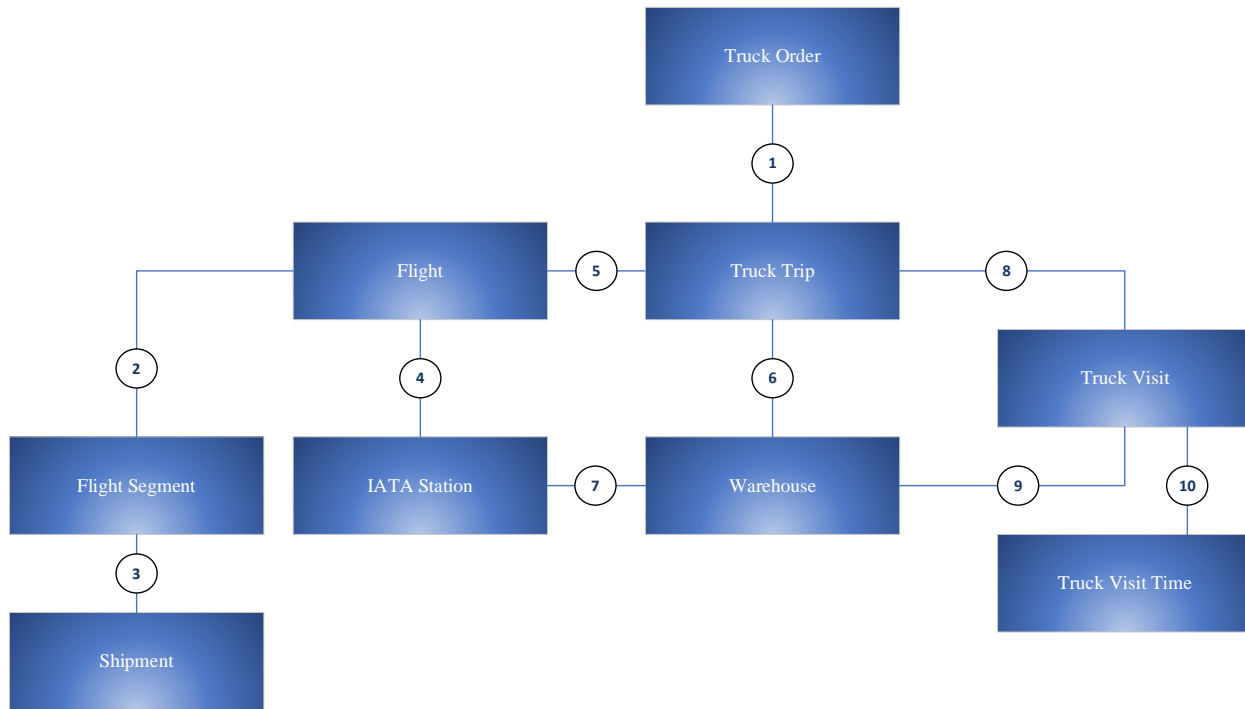 Truck Order
1
Flight
5
Truck Trip
8
2
4
6
Truck Visit
Flight Segment
IATA Station
7
Warehouse
9
10
3
Truck Visit Time
Shipment